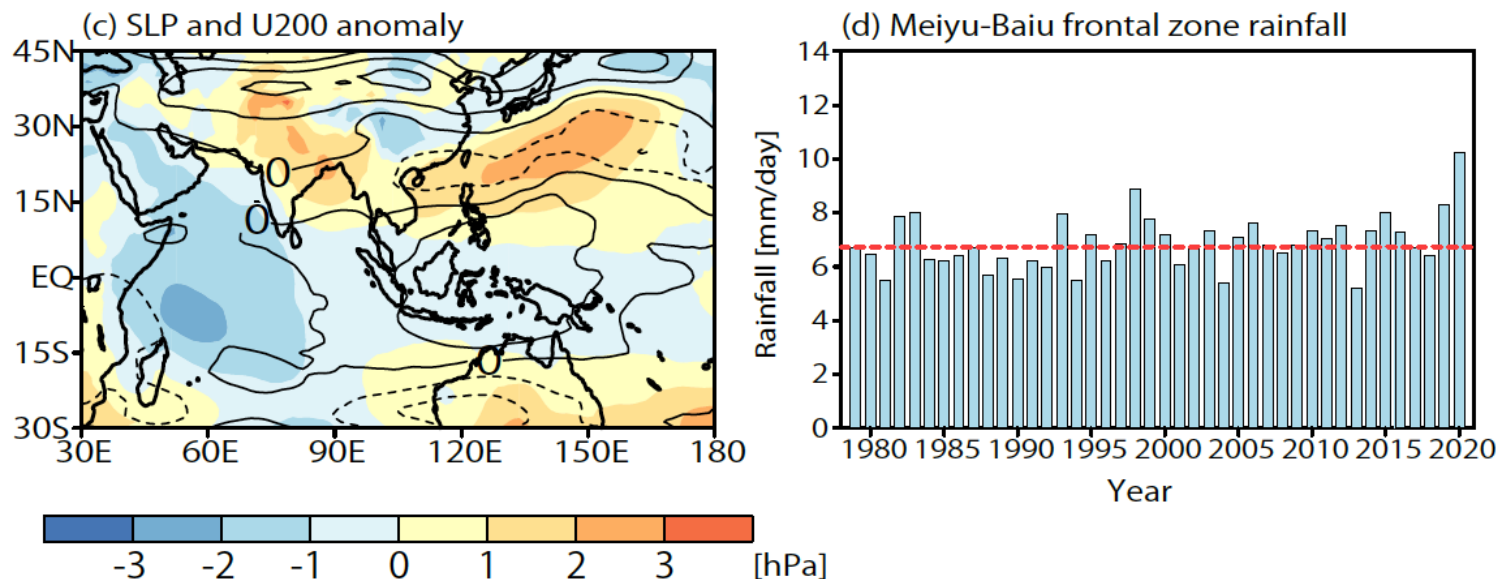 (c) SLP and U200 anomaly
45N
30N
15N
EQ
15S
30S
0
0
0
30E 60E 90E 120E 150E 180
-3 -2 -1 0 1 2 3 [hPa]
(d) Meiyu-Baiu frontal zone rainfall
Rainfall [mm/day]
14
12
10
8
6
4
2
0
1980 1985 1990 1995 2000 2005 2010 2015 2020
Year